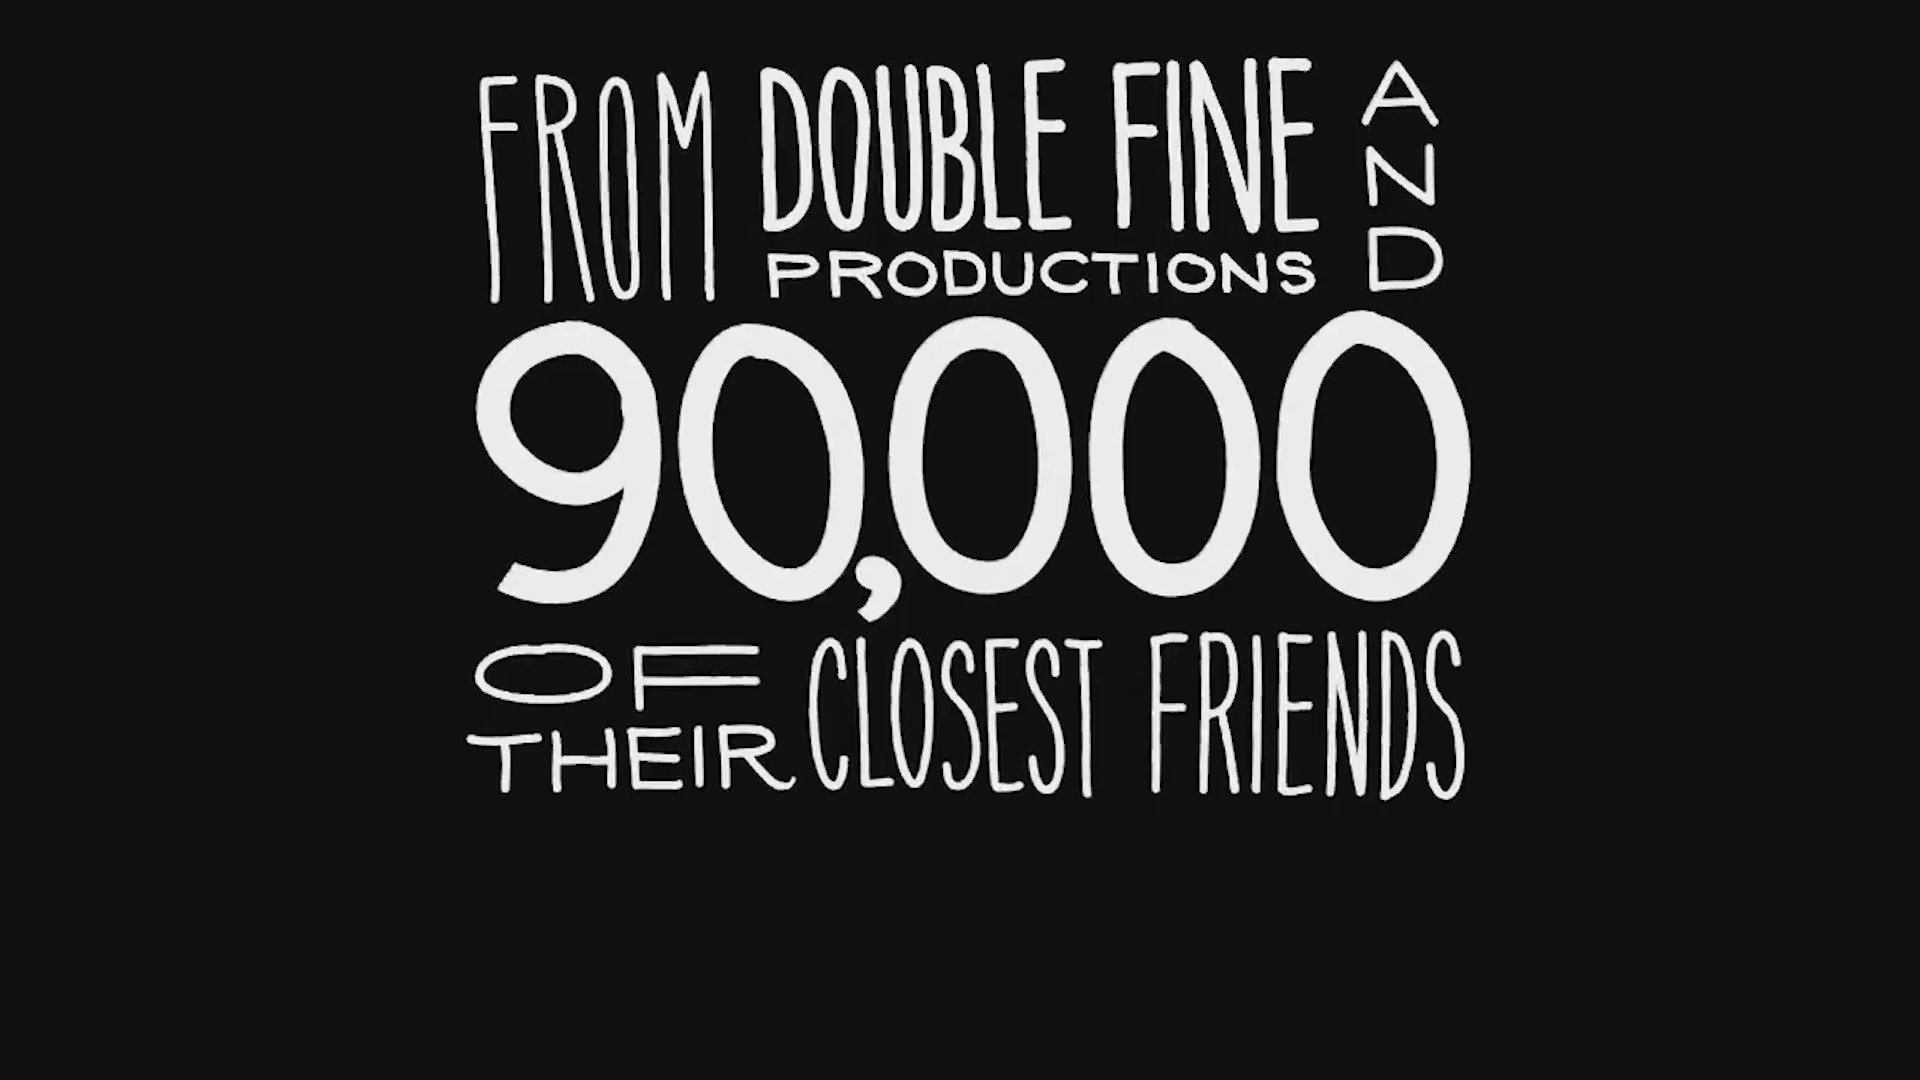 FROM DOUBLE FINE AND
PRODUCTIONS
90,000
OF CLOSEST FRIENDS
THEIR